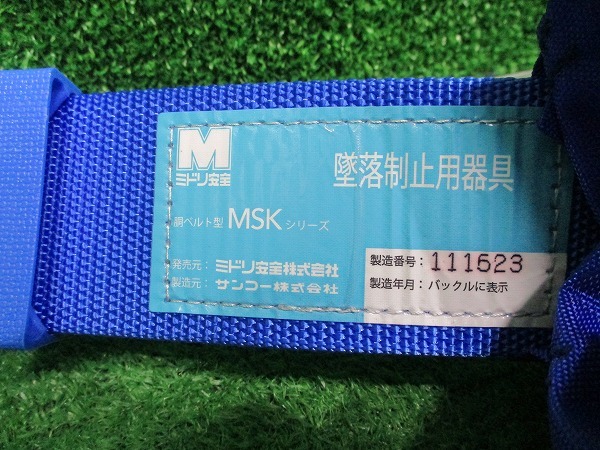 M
ミドリ安全
墜落制止用器具
胴ベルト型 MSK シリーズ
発売元：ミドリ安全株式会社
製造元：サンコー株式会社
製造番号：111523
製造年月：バックルに表示